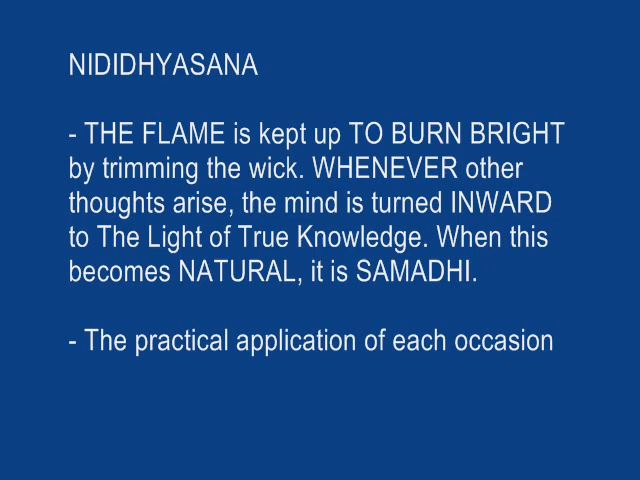 NIDIDHYASANA
- THE FLAME is kept up TO BURN BRIGHT
by trimming the wick. WHENEVER other
thoughts arise, the mind is turned INWARD
to The Light of True Knowledge. When this
becomes NATURAL, it is SAMADHI.
- The practical application of each occasion